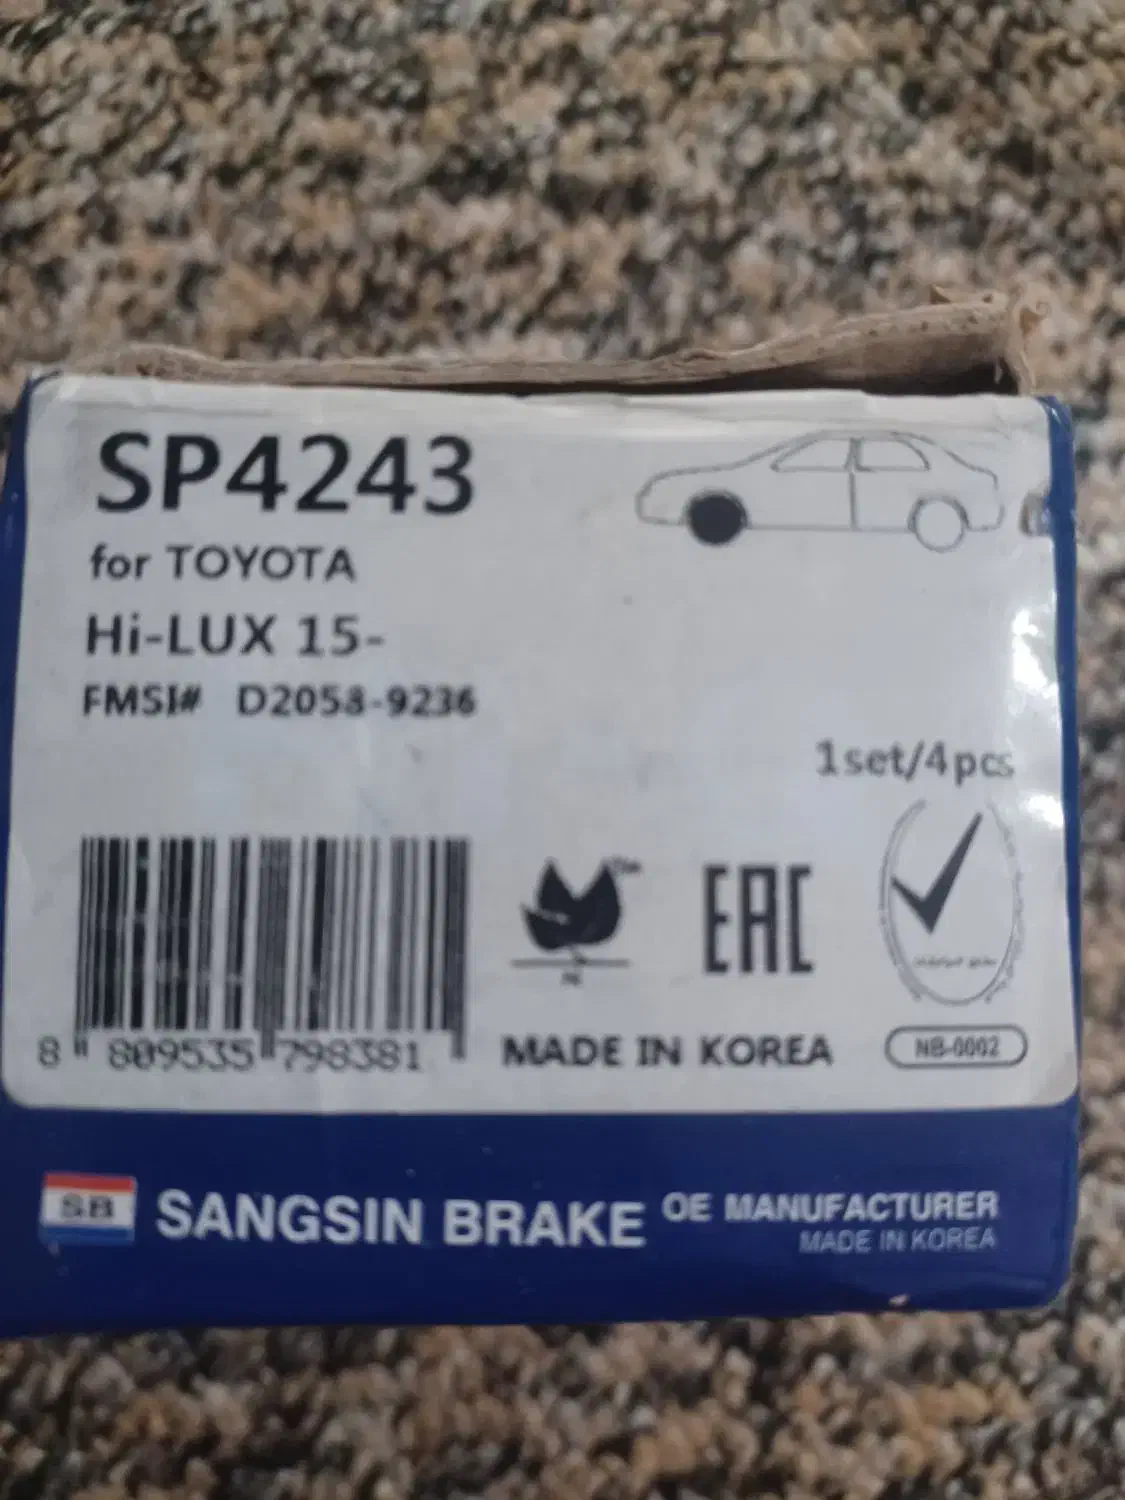 SP4243
for TOYOTA
Hi-LUX 15-
FMSI# D2058-9236
1set/4pcs
EAC
8 809535 798381
MADE IN KOREA
NB-0002
SB
SANGSIN BRAKE
OE MANUFACTURER
MADE IN KOREA